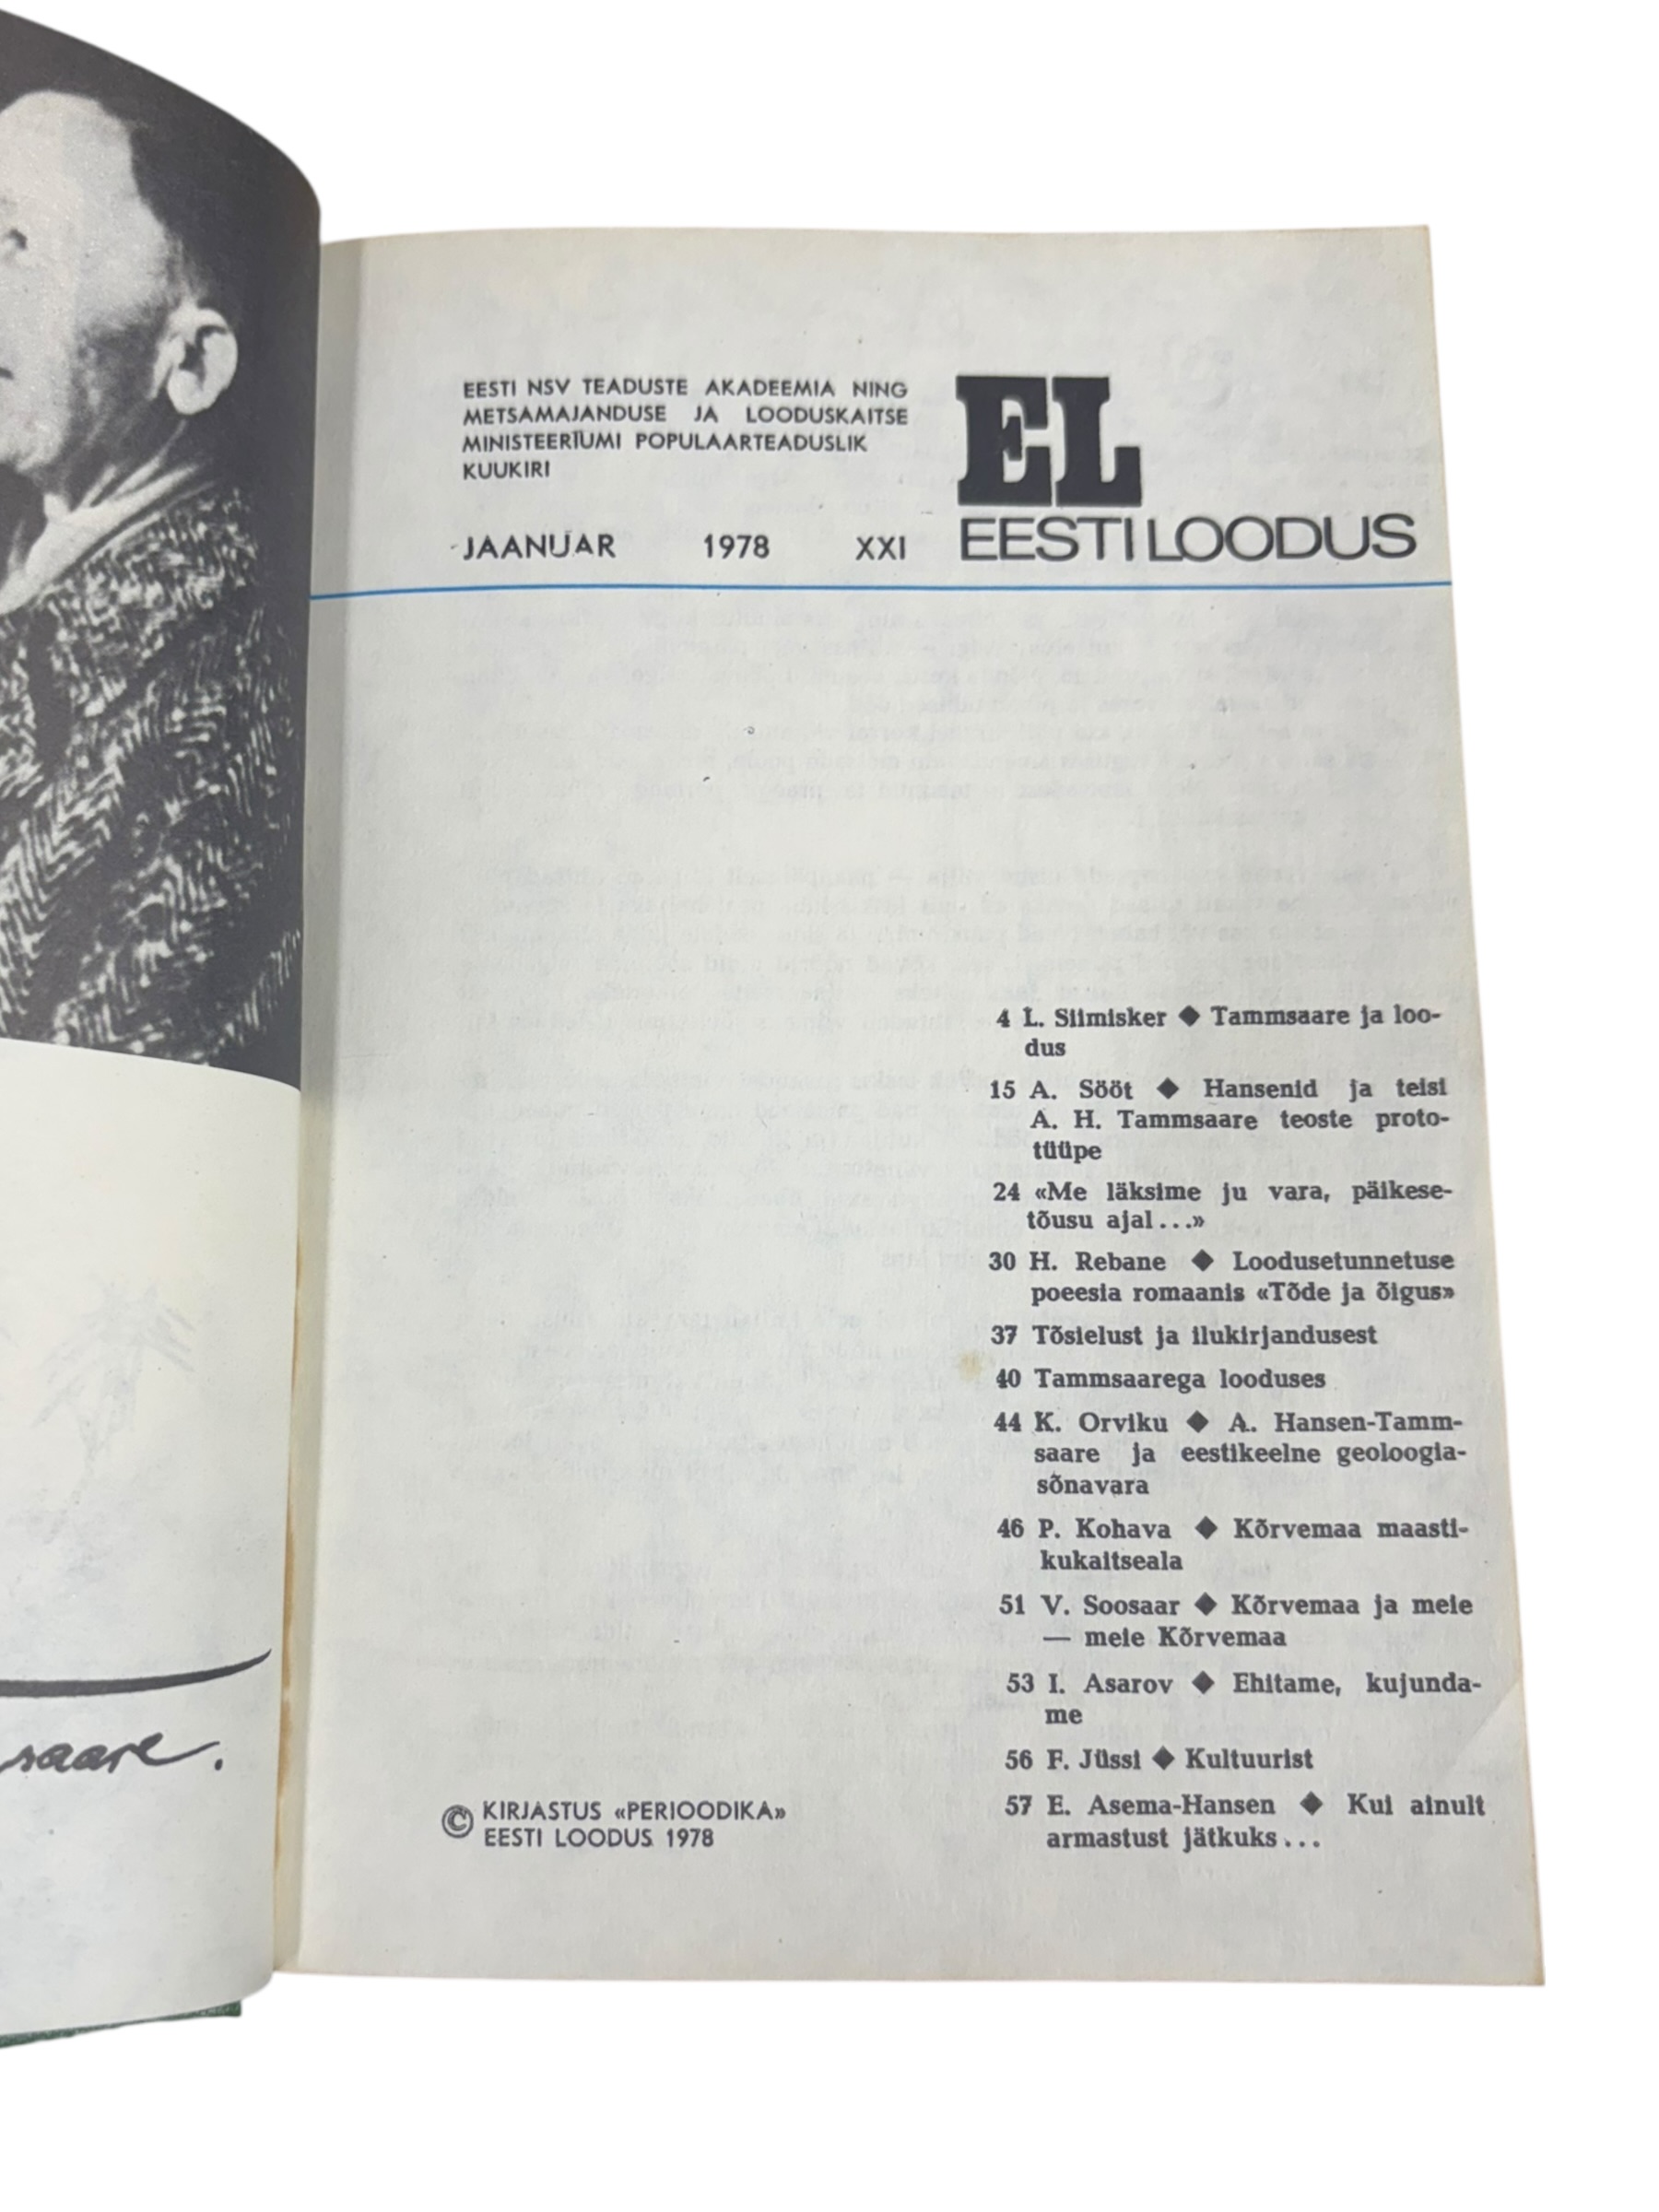 EESTI NSV TEADUSTE AKADEEMIA NING
METSAMAJANDUSE JA LOODUSKAITSE
MINISTEERIUMI POPULAARTEADUSLIK
KUUKIRI
JAANUAR 1978 XXI
EL
EESTI LOODUS
4 L. Siimisker ◆ Tammsaare ja loo-
dus
15 A. Sööt ◆ Hansenid ja teisi
A. H. Tammsaare teoste proto-
tüüpe
24 «Me läksime ju vara, päikese-
tõusu ajal...»
30 H. Rebane ◆ Loodusetunnetuse
poeesia romaanis «Tõde ja õigus»
37 Tõsielust ja ilukirjandusest
40 Tammsaarega looduses
44 K. Orviku ◆ A. Hansen-Tamm-
saare ja eestikeelne geoloogia-
sõnavara
46 P. Kohava ◆ Kõrvemaa maasti-
kukaitseala
51 V. Soosaar ◆ Kõrvemaa ja meie
— meie Kõrvemaa
53 I. Asarov ◆ Ehitame, kujunda-
me
56 F. Jüssi ◆ Kultuurist
57 E. Asema-Hansen ◆ Kui ainult
armastust jätkuks...
© KIRJASTUS «PERIOODIKA»
EESTI LOODUS 1978
saare.